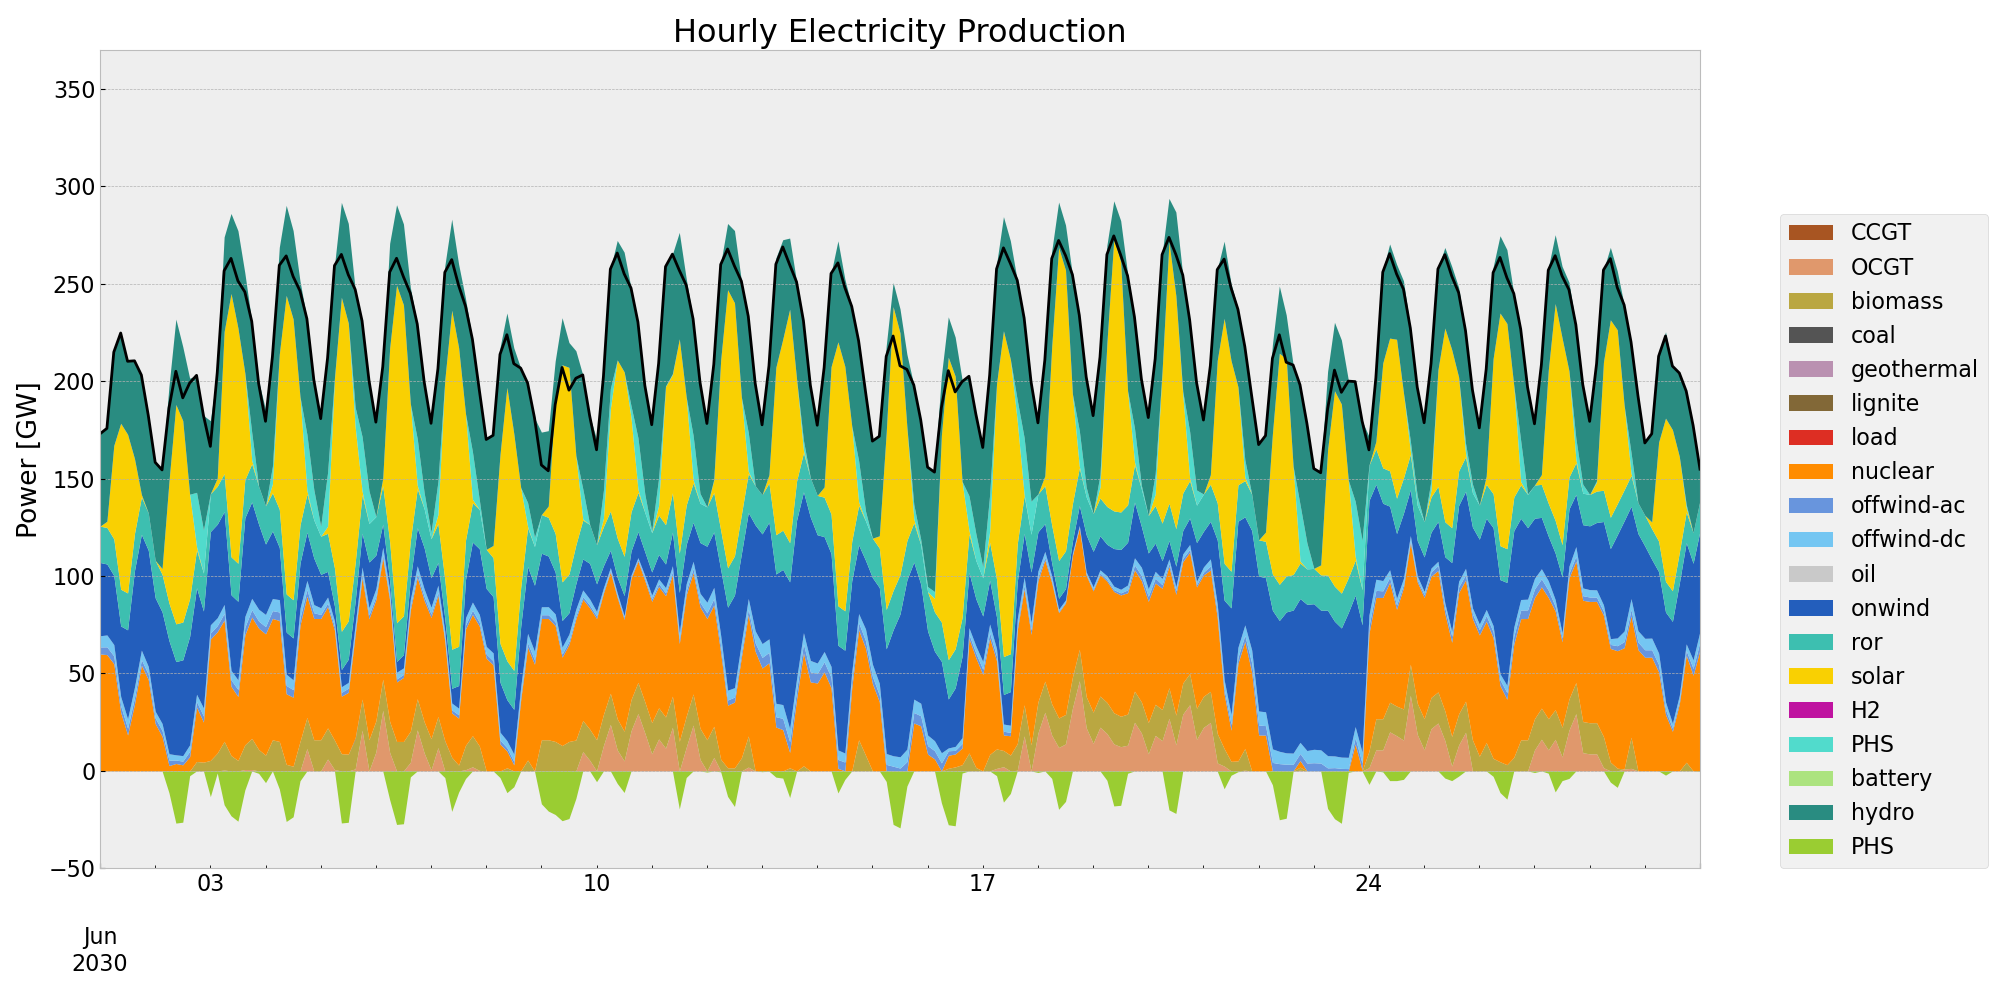 Hourly Electricity Production
Power [GW]
350
300
250
200
150
100
50
0
−50
03
10
17
24
Jun
2030
CCGT
OCGT
biomass
coal
geothermal
lignite
load
nuclear
offwind-ac
offwind-dc
oil
onwind
ror
solar
H2
PHS
battery
hydro
PHS